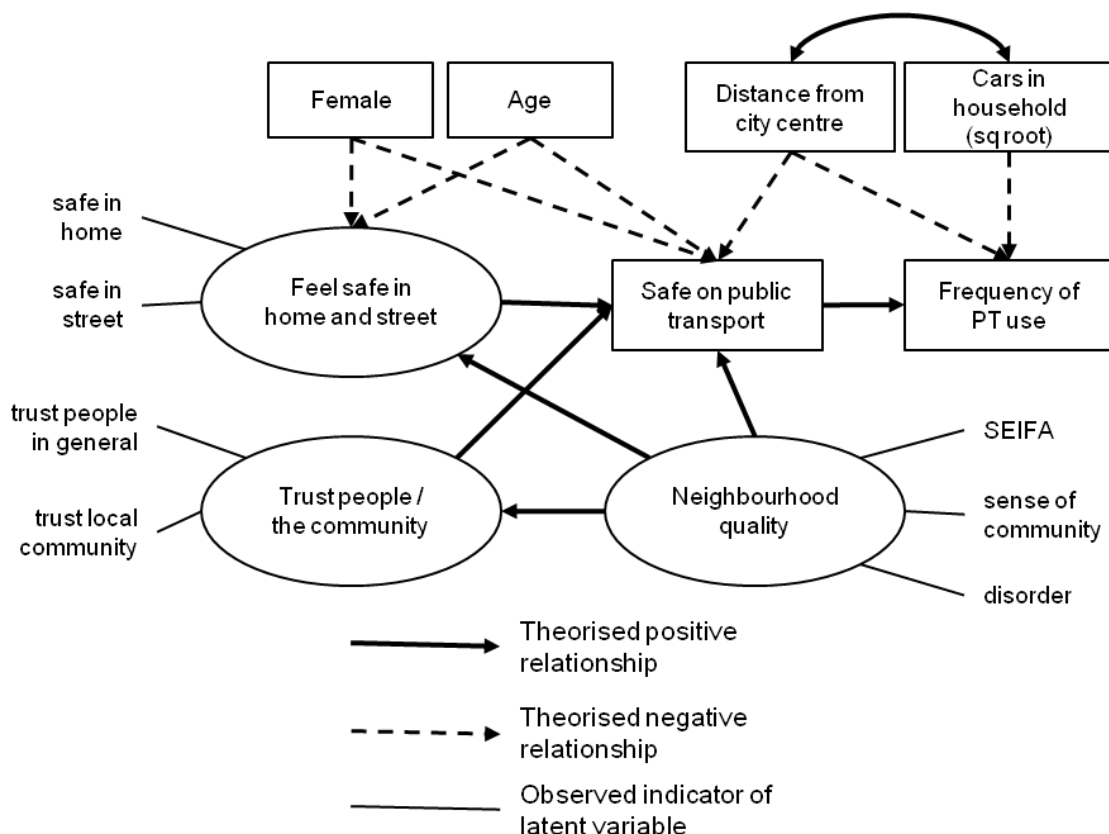 Female
Age
Distance from
city centre
Cars in
household
(sq root)
safe in
home
safe in
street
Feel safe in
home and street
Safe on public
transport
Frequency of
PT use
trust people
in general
trust local
community
Trust people /
the community
Neighbourhood
quality
SEIFA
sense of
community
disorder
Theorised positive
relationship
Theorised negative
relationship
Observed indicator of
latent variable